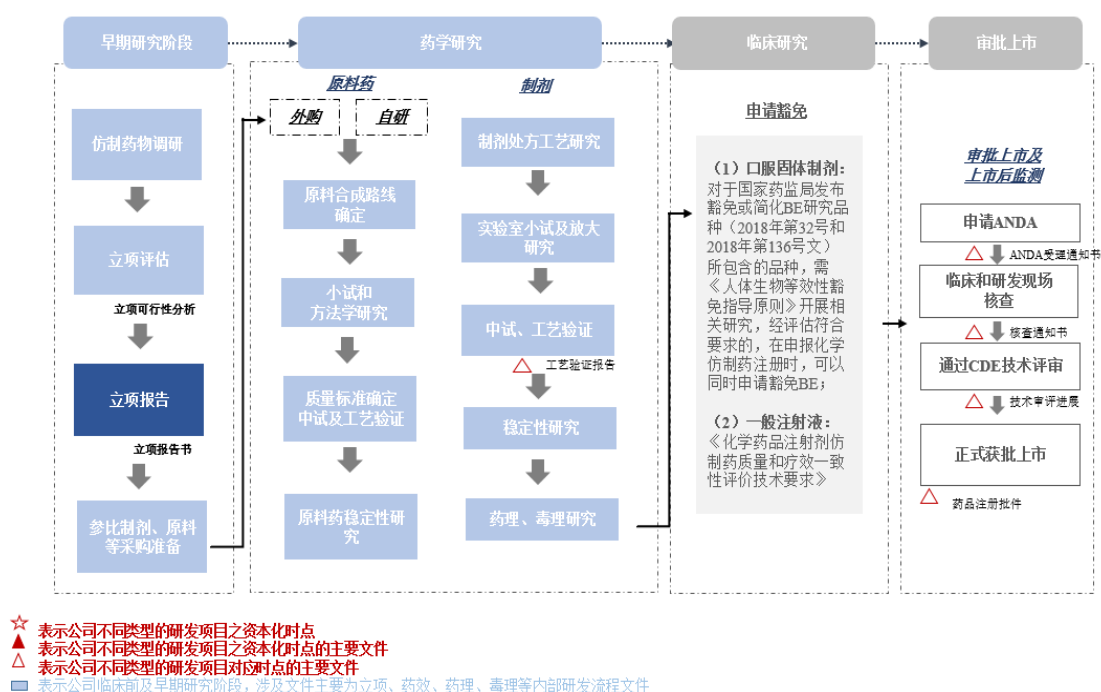 早期研究阶段
药学研究
临床研究
审批上市
仿制药物调研
立项评估
立项可行性分析
立项报告
立项报告书
参比制剂、原料
等采购准备
原料药
外购
自研
原料合成路线
确定
小试和
方法学研究
质量标准确定
中试及工艺验证
原料药稳定性研
究
制剂
制剂处方工艺研究
实验室小试及放大
研究
中试、工艺验证
工艺验证报告
稳定性研究
药理、毒理研究
申请豁免
（1）口服固体制剂：
对于国家药监局发布
豁免或简化BE研究品
种（2018年第32号和
2018年第136号文）
所包含的品种，需
《人体生物等效性豁
免指导原则》开展相
关研究，经评估符合
要求的，在申报化学
仿制药注册时，可以
同时申请豁免BE；
（2）一般注射液：
《化学药品注射剂仿
制药质量和疗效一致
性评价技术要求》
审批上市及
上市后监测
申请ANDA
ANDA受理通知书
临床和研发现场
核查
核查通知书
通过CDE技术评审
技术审评进展
正式获批上市
药品注册批件
表示公司不同类型的研发项目之资本化时点
表示公司不同类型的研发项目之资本化时点的主要文件
表示公司不同类型的研发项目对应时点的主要文件
表示公司临床前及早期研究阶段，涉及文件主要为立项、药效、药理、毒理等内部研发流程文件